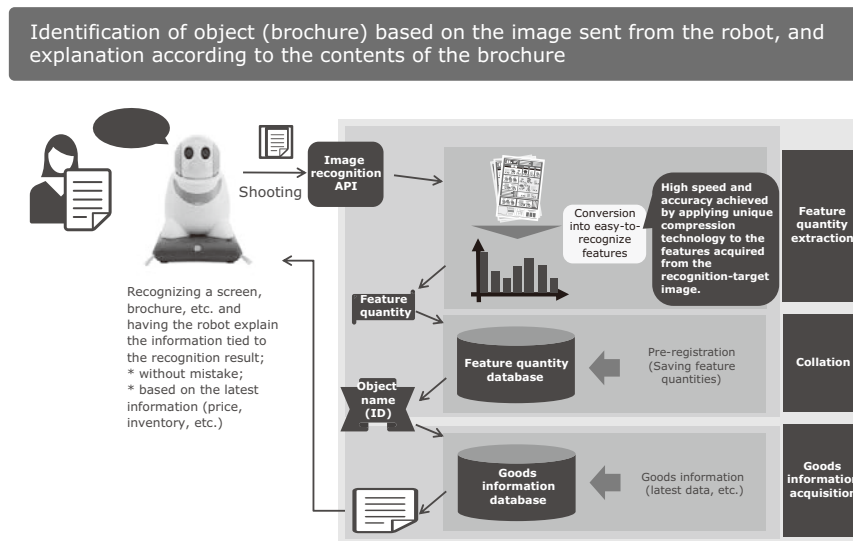 Identification of object (brochure) based on the image sent from the robot, and
explanation according to the contents of the brochure
Shooting
Image
recognition
API
Conversion
into easy-to-
recognize
features
High speed and
accuracy achieved
by applying unique
compression
technology to the
features acquired
from the
recognition-target
image.
Feature
quantity
extraction
Recognizing a screen,
brochure, etc. and
having the robot explain
the information tied to
the recognition result;
* without mistake;
* based on the latest
information (price,
inventory, etc.)
Feature
quantity
Feature quantity
database
Pre-registration
(Saving feature
quantities)
Collation
Object
name
(ID)
Goods
information
database
Goods information
(latest data, etc.)
Goods
information
acquisition